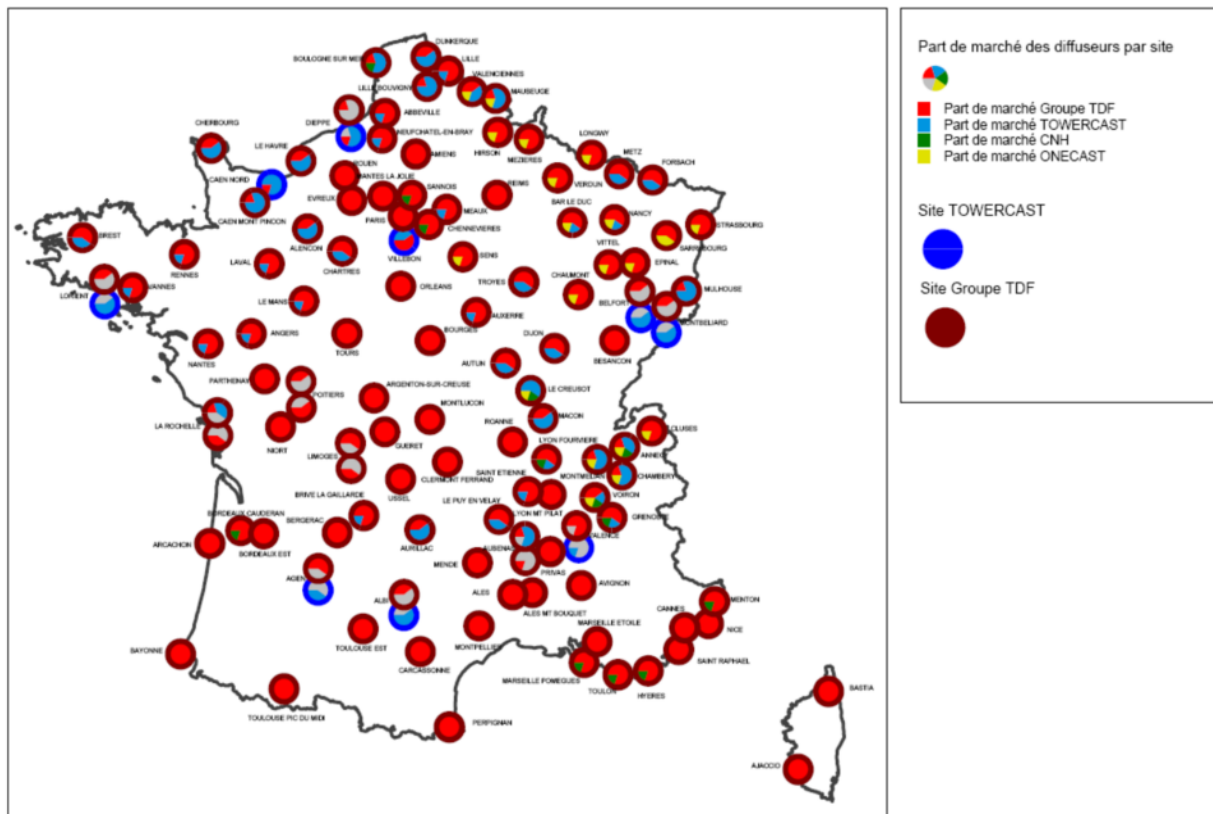 DUNKERQUE
BOULOGNE SUR MER
LILLE
VALENCIENNES
LILLE BOUVIGNY
MAUBEUGE
ABBEVILLE
DIEPPE
CHERBOURG
NEUFCHATEL-EN-BRAY
LONGWY
LE HAVRE
HIRSON
METZ
AMIENS
MEZIERES
FORBACH
ROUEN
CAEN NORD
MANTES LA JOLIE
VERDUN
SANNOIS
REIMS
EVREUX
BAR LE DUC
NANCY
CAEN MONT PINCON
PARIS
MEAUX
STRASBOURG
CHENNEVIERES
BREST
ALENCON
VITTEL
SARREBOURG
RENNES
VILLEBON
SENS
LAVAL
CHARTRES
EPINAL
TROYES
CHAUMONT
ORLEANS
VANNES
MULHOUSE
LORIENT
LE MANS
BELFORT
AUXERRE
MONTBELIARD
ANGERS
BOURGES
DIJON
NANTES
TOURS
BESANCON
AUTUN
PARTHENAY
ARGENTON-SUR-CREUSE
LE CREUSOT
POITIERS
MONTLUCON
MACON
LA ROCHELLE
ROANNE
CLUSES
NIORT
GUERET
LYON FOURVIERE
LIMOGES
ANNECY
SAINT ETIENNE
MONTMELIAN
CHAMBERY
CLERMONT FERRAND
USSEL
BRIVE LA GAILLARDE
LE PUY EN VELAY
VOIRON
BORDEAUX CAUDERAN
LYON MT PILAT
GRENOBLE
BERGERAC
VALENCE
ARCACHON
BORDEAUX EST
AURILLAC
AUBENAS
MENDE
PRIVAS
AGEN
AVIGNON
ALBI
ALES
MENTON
ALES MT BOUQUET
CANNES
MARSEILLE ETOILE
NICE
TOULOUSE EST
MONTPELLIER
BAYONNE
CARCASSONNE
SAINT RAPHAEL
MARSEILLE POMEGUES
HYERES
TOULON
BASTIA
TOULOUSE PIC DU MIDI
PERPIGNAN
AJACCIO
Part de marché des diffuseurs par site
Part de marché Groupe TDF
Part de marché TOWERCAST
Part de marché CNH
Part de marché ONECAST
Site TOWERCAST
Site Groupe TDF